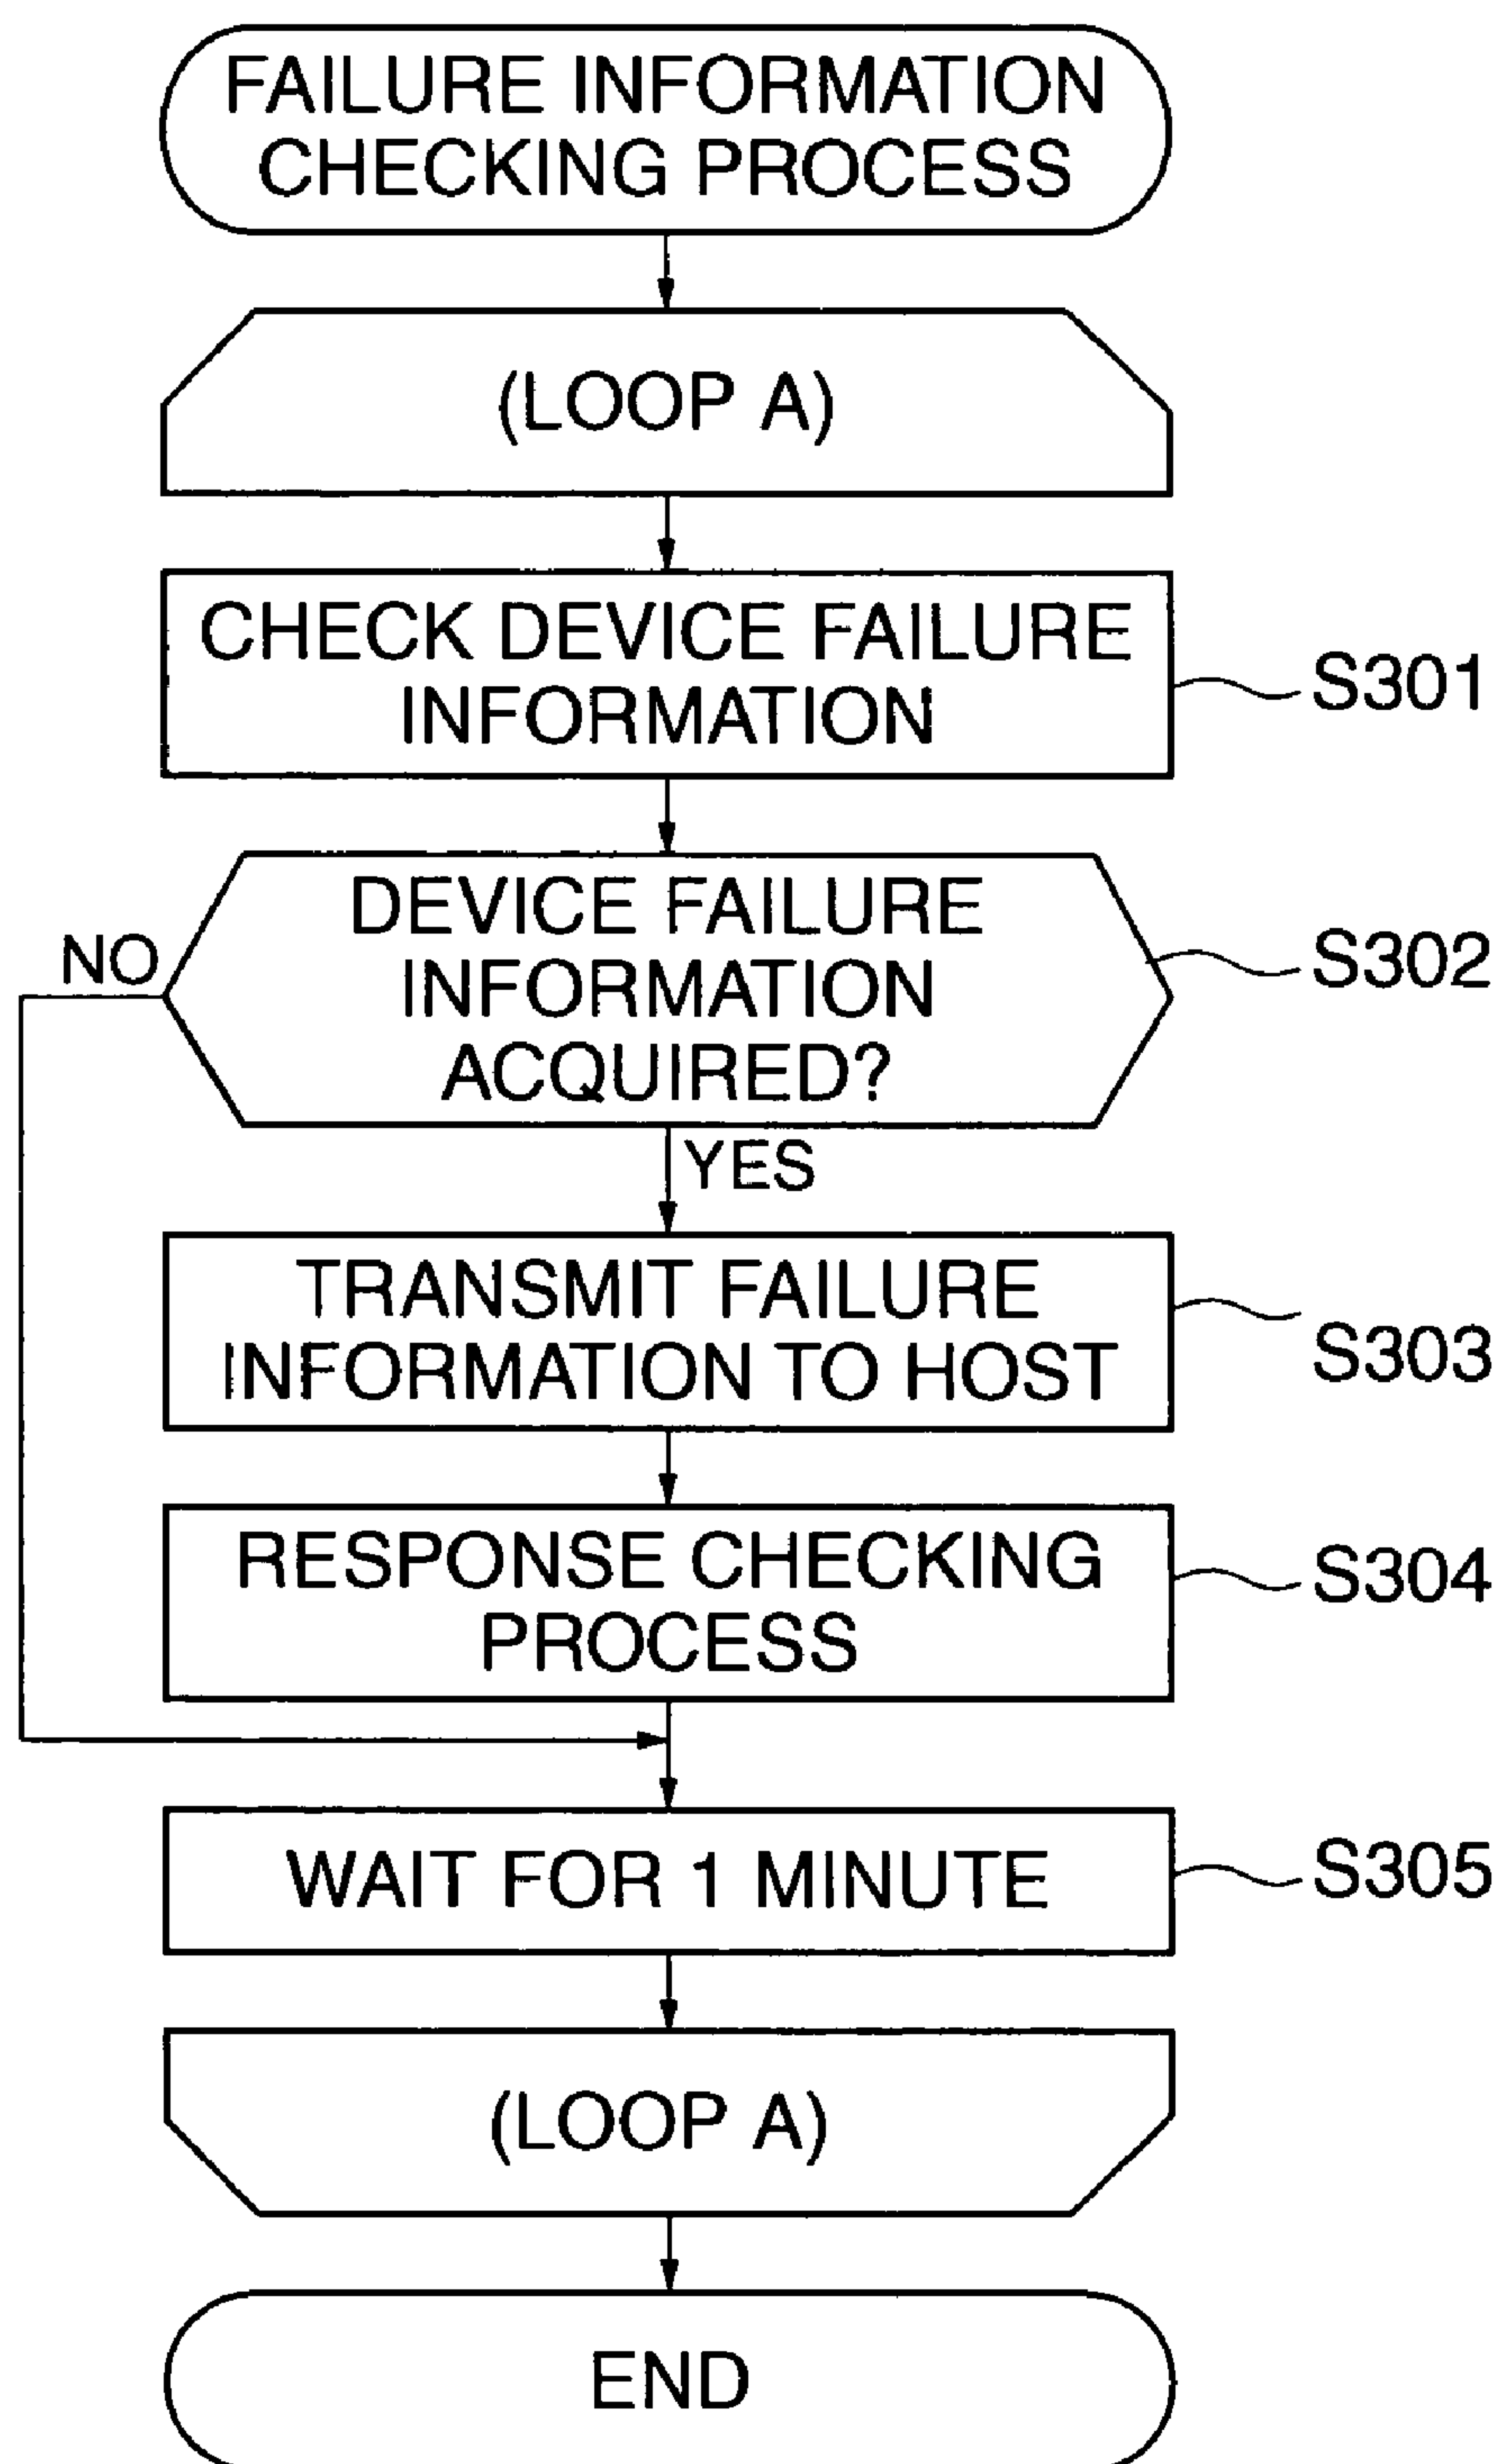 FAILURE INFORMATION
CHECKING PROCESS
(LOOP A)
CHECK DEVICE FAILURE
INFORMATION
S301
DEVICE FAILURE
INFORMATION
ACQUIRED?
S302
NO
YES
TRANSMIT FAILURE
INFORMATION TO HOST
S303
RESPONSE CHECKING
PROCESS
S304
WAIT FOR 1 MINUTE
S305
(LOOP A)
END